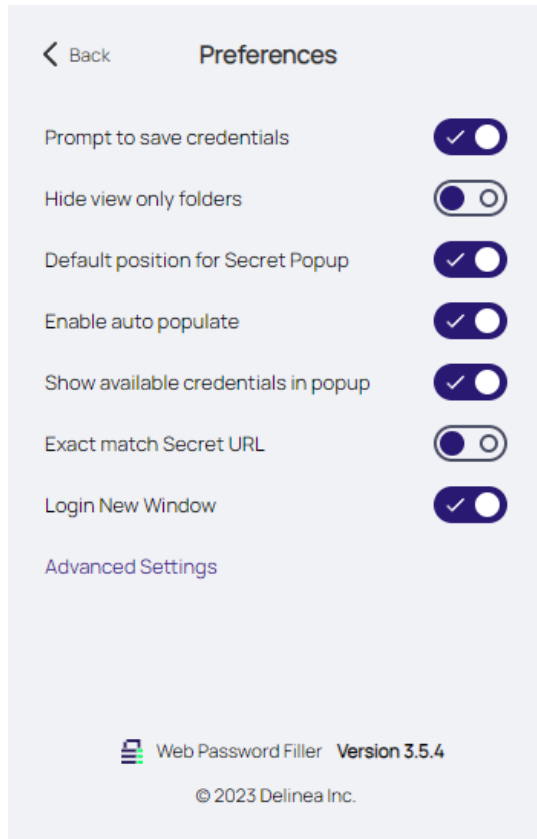 Back Preferences
Prompt to save credentials
Hide view only folders
Default position for Secret Popup
Enable auto populate
Show available credentials in popup
Exact match Secret URL
Login New Window
Advanced Settings
Web Password Filler Version 3.5.4
© 2023 Delinea Inc.